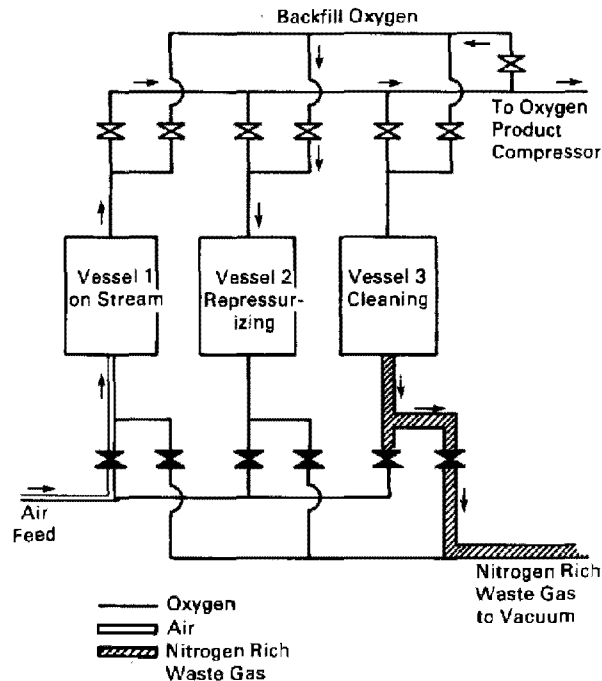 Backfill Oxygen
To Oxygen
Product
Compressor
Vessel 1
on Stream
Vessel 2
Repressur-
izing
Vessel 3
Cleaning
Air
Feed
Nitrogen Rich
Waste Gas
to Vacuum
Oxygen
Air
Nitrogen Rich
Waste Gas